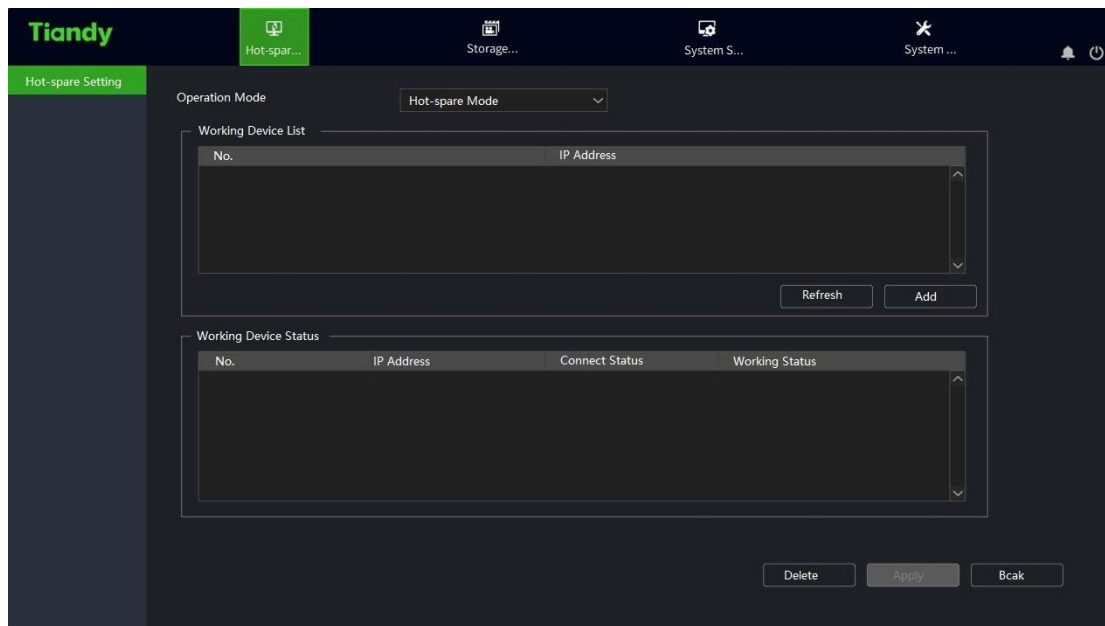 Tiandy
Hot-spar...
Storage...
System S...
System ...
Hot-spare Setting
Operation Mode
Hot-spare Mode
Working Device List
No. IP Address
Refresh Add
Working Device Status
No. IP Address Connect Status Working Status
Delete Apply Bcak